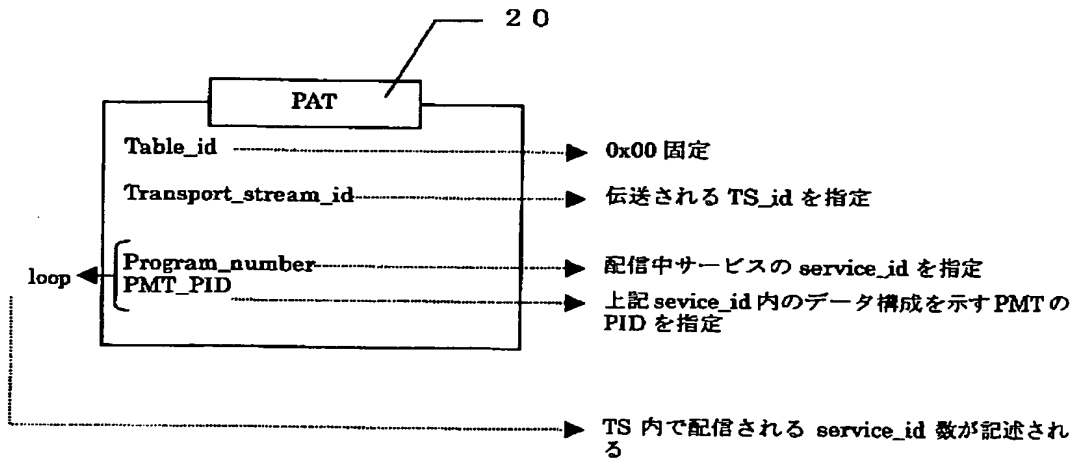 ２０
PAT
Table_id
0x00 固定
Transport_stream_id
伝送される TS_id を指定
loop
Program_number
配信中サービスの service_id を指定
PMT_PID
上記 sevice_id 内のデータ構成を示す PMT の
PID を指定
TS 内で配信される service_id 数が記述され
る